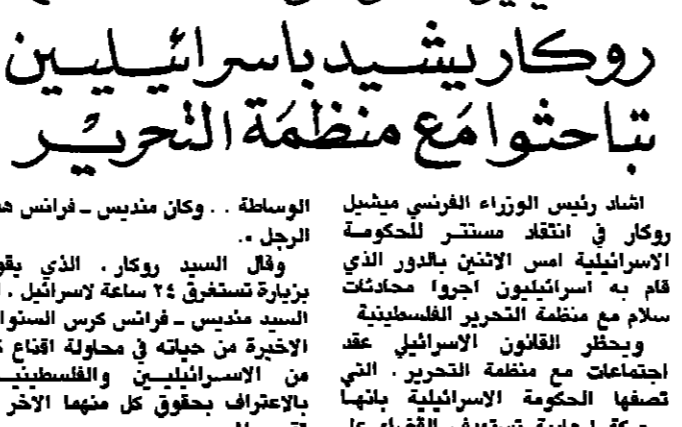 روكار يشيد باسرائيليين
تباحثوا مع منظمة التحرير
اشاد رئيس الوزراء الفرنسي ميشيل
روكار في انتقاد مستتر للحكومة
الاسرائيلية امس الاثنين بالدور الذي
قام به اسرائيليون اجروا محادثات
سلام مع منظمة التحرير الفلسطينية
ويحظر القانون الاسرائيلي عقد
اجتماعات مع منظمة التحرير . التي
تصفها الحكومة الاسرائيلية بانها
الوساطة . . وكان منديس ـ فرانس
الرجل ».
وقال السيد روكار . الذي
بزيارة تستغرق ٢٤ ساعة لاسرائيل .
السيد منديس ـ فرانس كرس
الاخيرة من حياته في محاولة اقناع
من الاسرائيليين
بالاعتراف بحقوق كل منهما الاخر